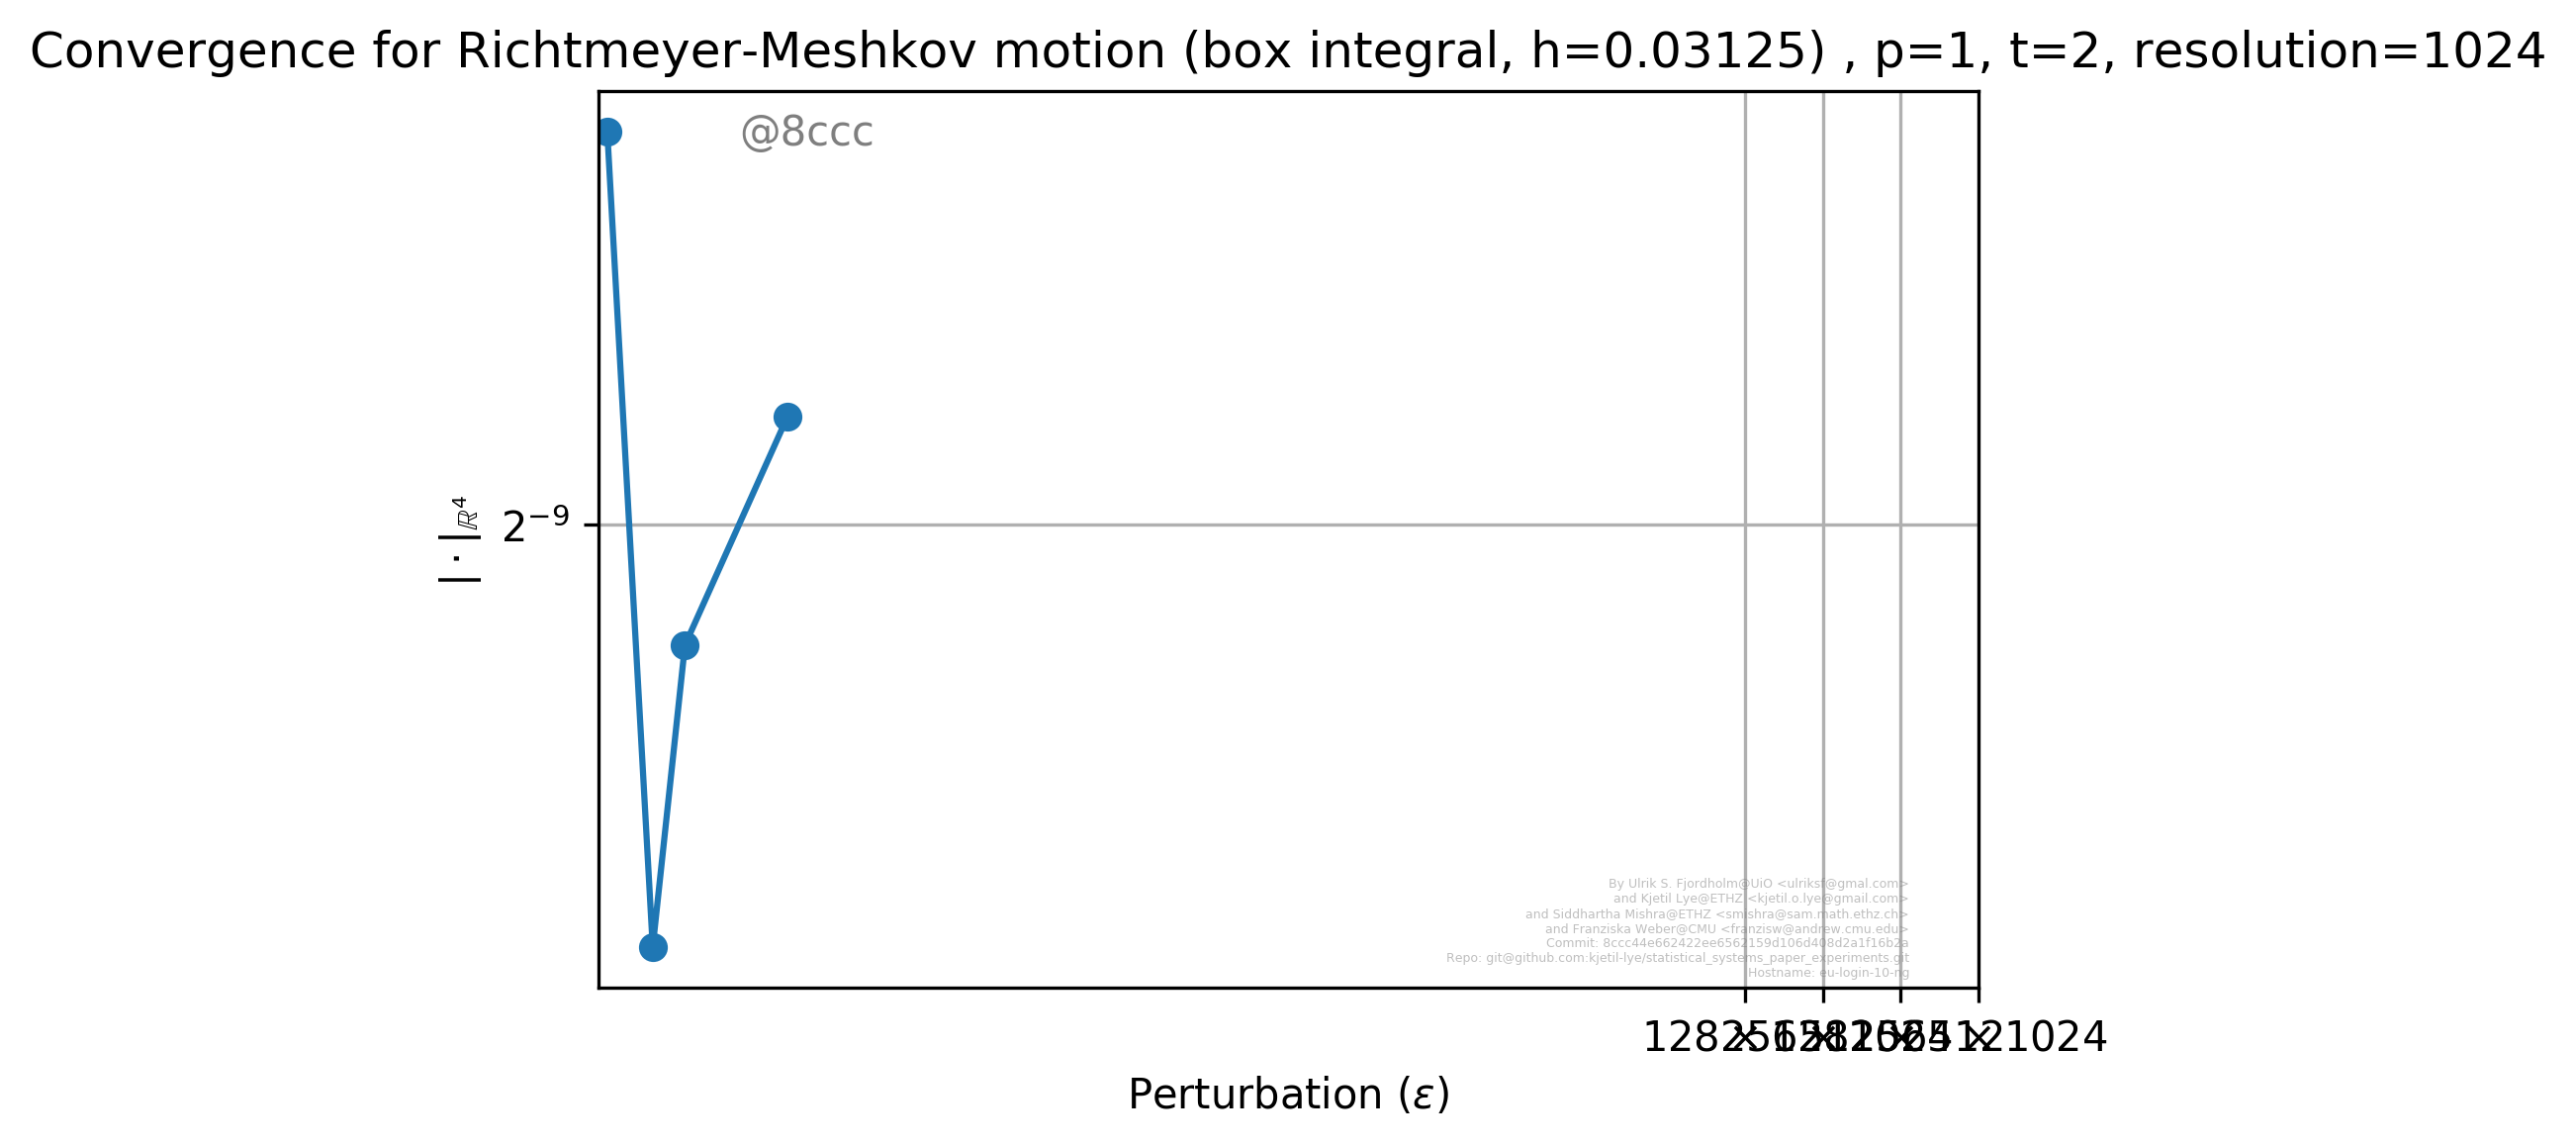 Convergence for Richtmeyer-Meshkov motion (box integral, h=0.03125) , p=1, t=2, resolution=1024
@8ccc
|·|ℝ⁴
2⁻⁹
By Ulrik S. Fjordholm@UiO <ulriksf@gmal.com>
and Kjetil Lye@ETHZ <kjetil.o.lye@gmail.com>
and Siddhartha Mishra@ETHZ <smishra@sam.math.ethz.ch>
and Franziska Weber@CMU <franzisw@andrew.cmu.edu>
Commit: 8ccc44e662422ee6562159d106d408d2a1f16b2a
Repo: git@github.com:kjetil-lye/statistical_systems_paper_experiments.git
Hostname: eu-login-10-ng
Perturbation (ε)